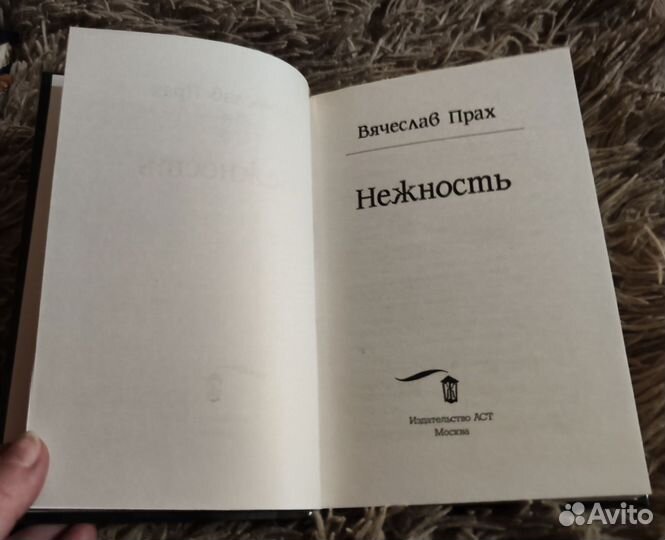 Вячеслав Прах
Нежность
Издательство АСТ
Москва
Avito